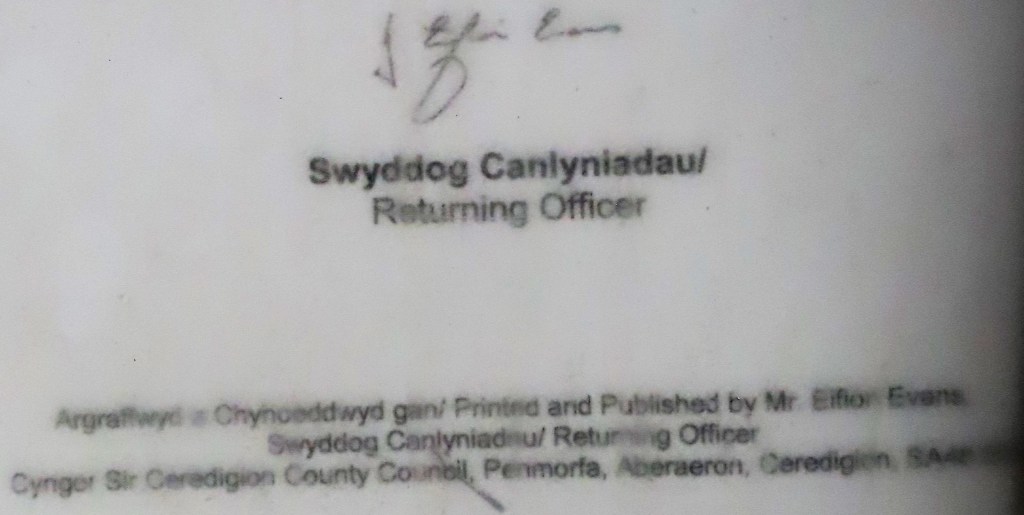 Swyddog Canlyniadau/
Returning Officer
Argraffwyd a Chyhoeddwyd gan/ Printed and Published by Mr Eifion Evans
Swyddog Canlyniadau/ Returning Officer
Cyngor Sir Ceredigion County Council, Penmorfa, Aberaeron, Ceredigion,